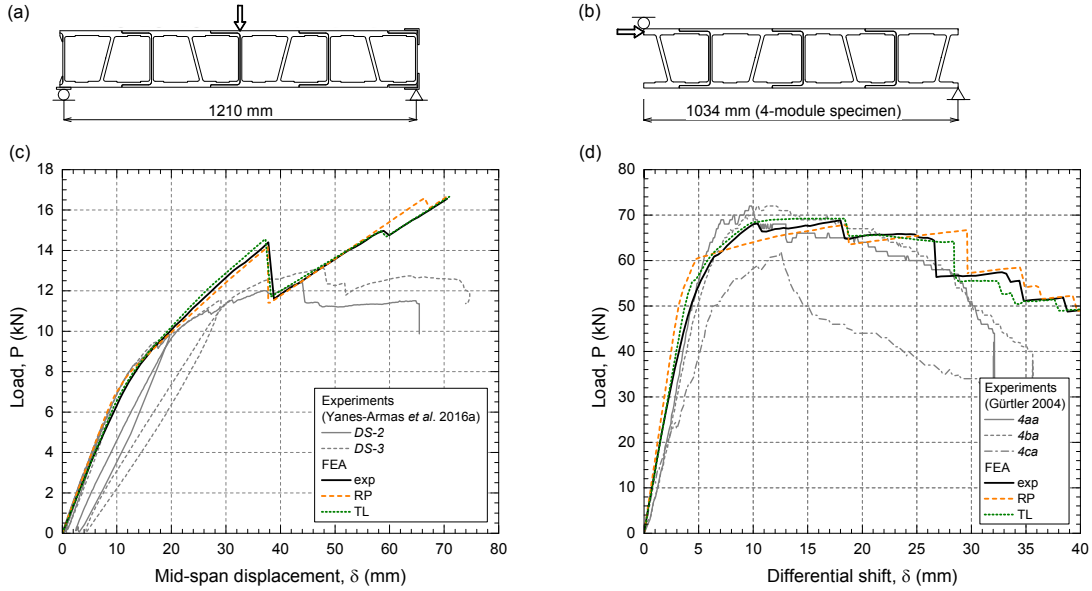 (a)
1210 mm
(b)
1034 mm (4-module specimen)
(c)
Load, P (kN)
18
16
14
12
10
8
6
4
2
0
0 10 20 30 40 50 60 70 80
Mid-span displacement, δ (mm)
Experiments
(Yanes-Armas et al. 2016a)
DS-2
DS-3
FEA
exp
RP
TL
(d)
Load, P (kN)
80
70
60
50
40
30
20
10
0
0 5 10 15 20 25 30 35 40
Differential shift, δ (mm)
Experiments
(Gürtler 2004)
4aa
4ba
4ca
FEA
exp
RP
TL